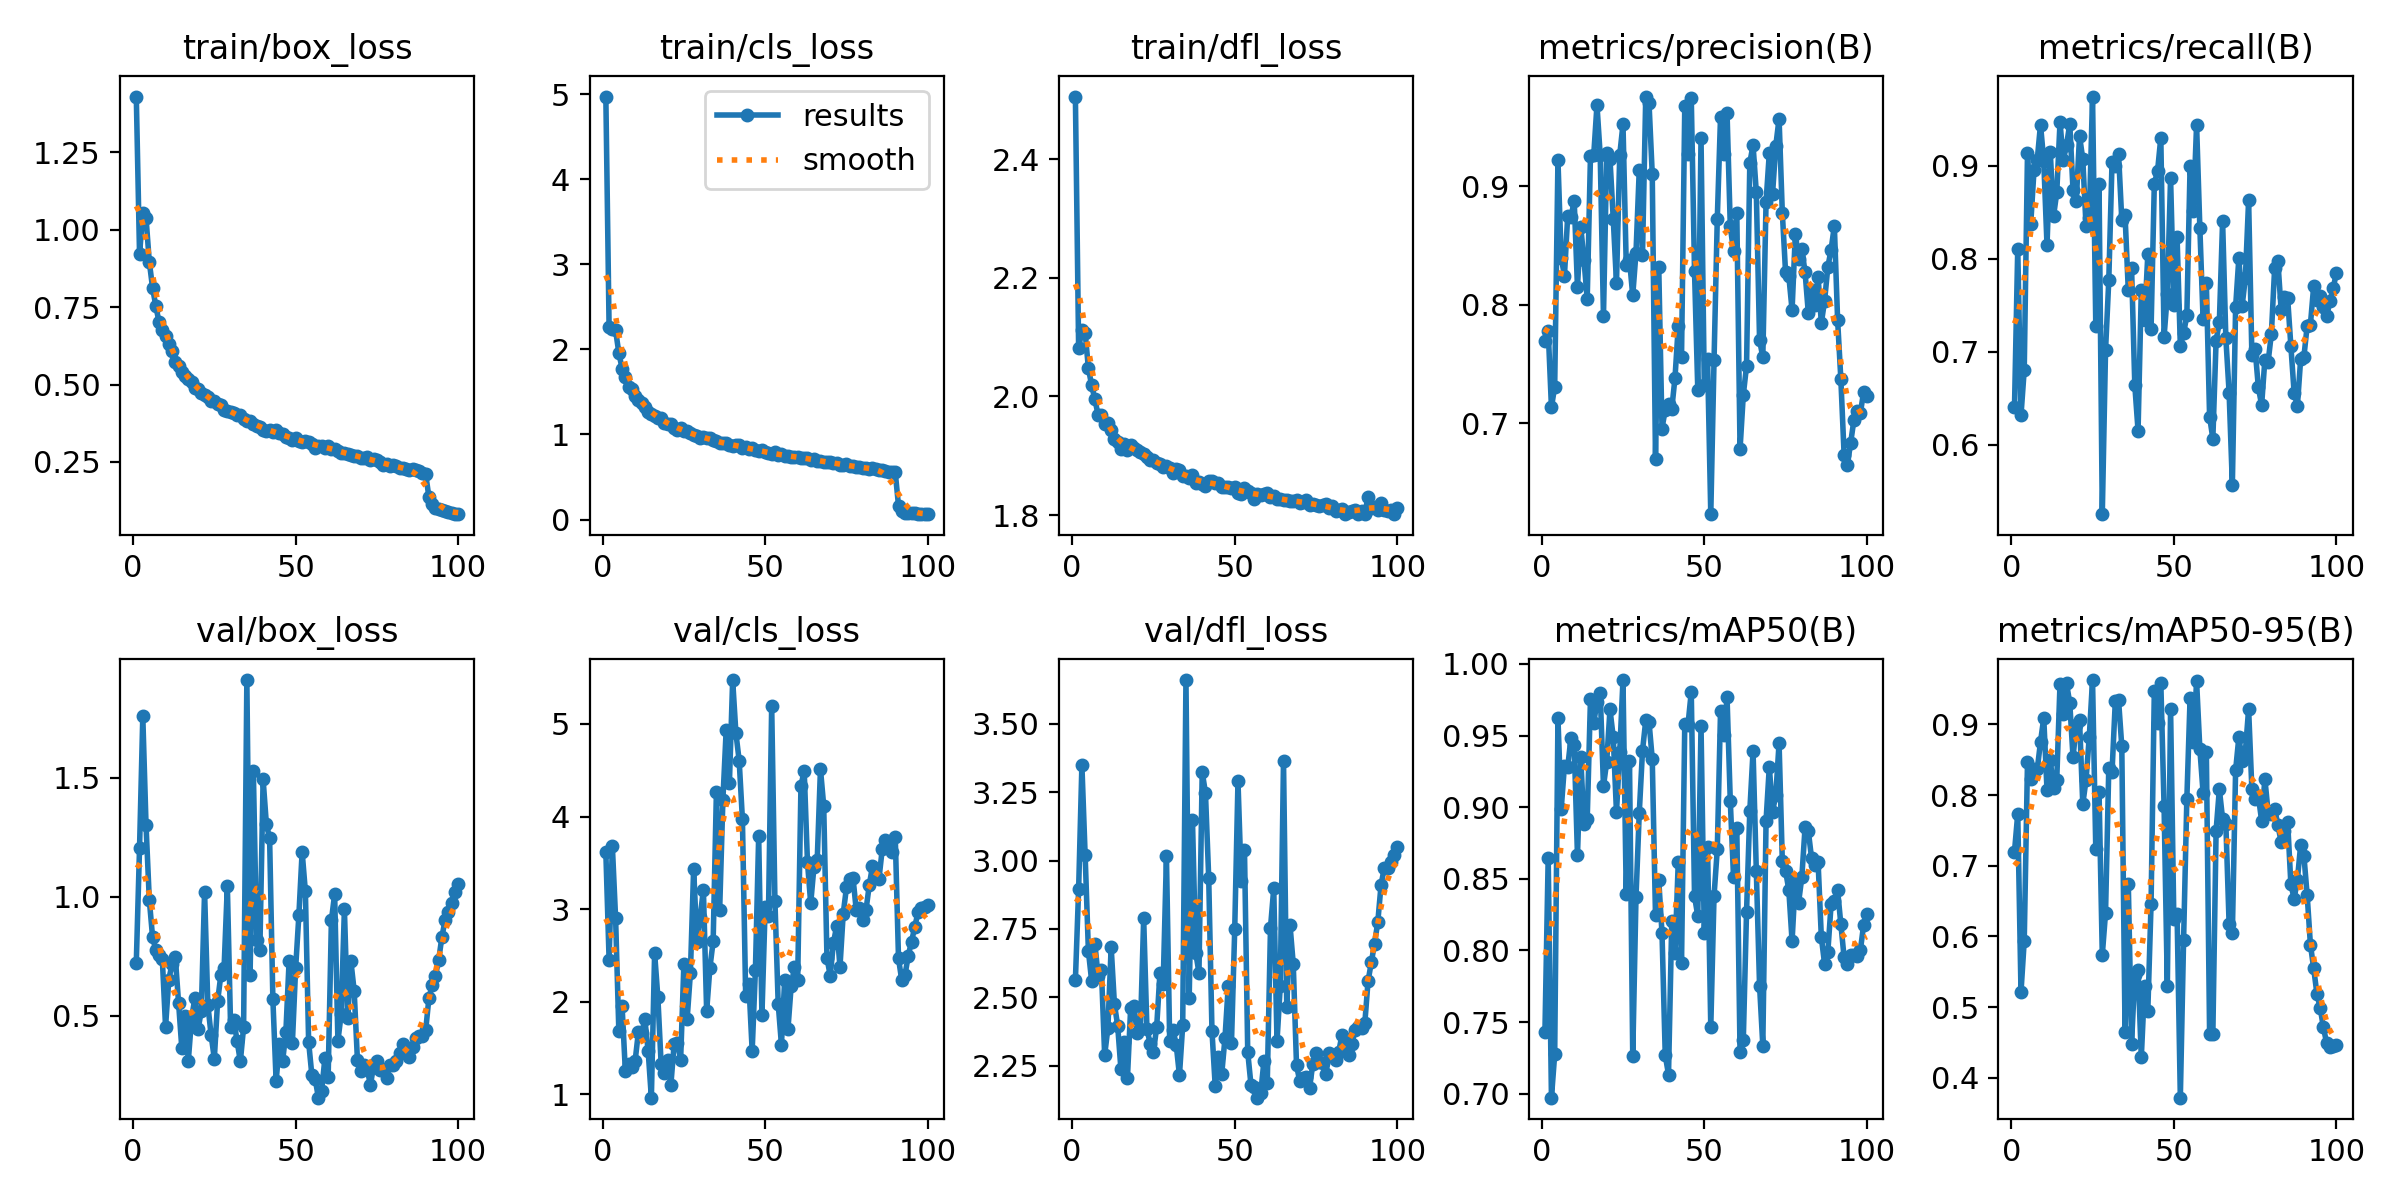 train/box_loss
1.25
1.00
0.75
0.50
0.25
0 50 100
train/cls_loss
results
smooth
5
4
3
2
1
0
0 50 100
train/dfl_loss
2.4
2.2
2.0
1.8
0 50 100
metrics/precision(B)
0.9
0.8
0.7
0 50 100
metrics/recall(B)
0.9
0.8
0.7
0.6
0 50 100
val/box_loss
1.5
1.0
0.5
0 50 100
val/cls_loss
5
4
3
2
1
0 50 100
val/dfl_loss
3.50
3.25
3.00
2.75
2.50
2.25
0 50 100
metrics/mAP50(B)
1.00
0.95
0.90
0.85
0.80
0.75
0.70
0 50 100
metrics/mAP50-95(B)
0.9
0.8
0.7
0.6
0.5
0.4
0 50 100